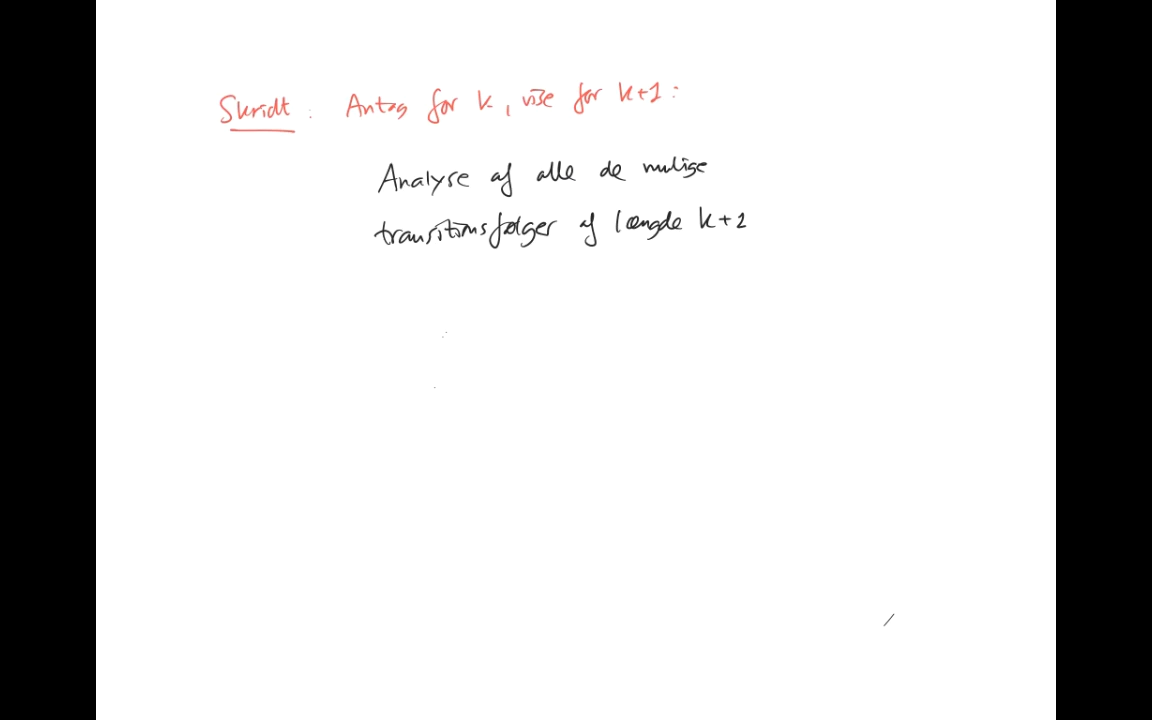 Skridt : Antag for k, vise for k+1:
Analyse af alle de mulige
transitionsfølger af længde k+1